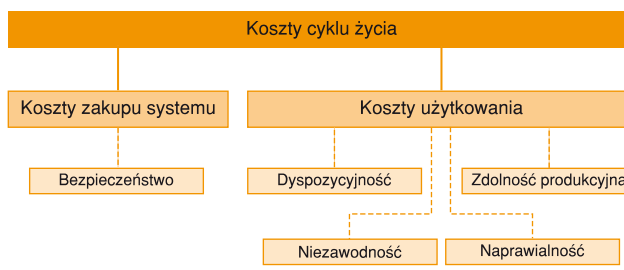 Koszty cyklu życia
Koszty zakupu systemu
Koszty użytkowania
Bezpieczeństwo
Dyspozycyjność
Zdolność produkcyjna
Niezawodność
Naprawialność